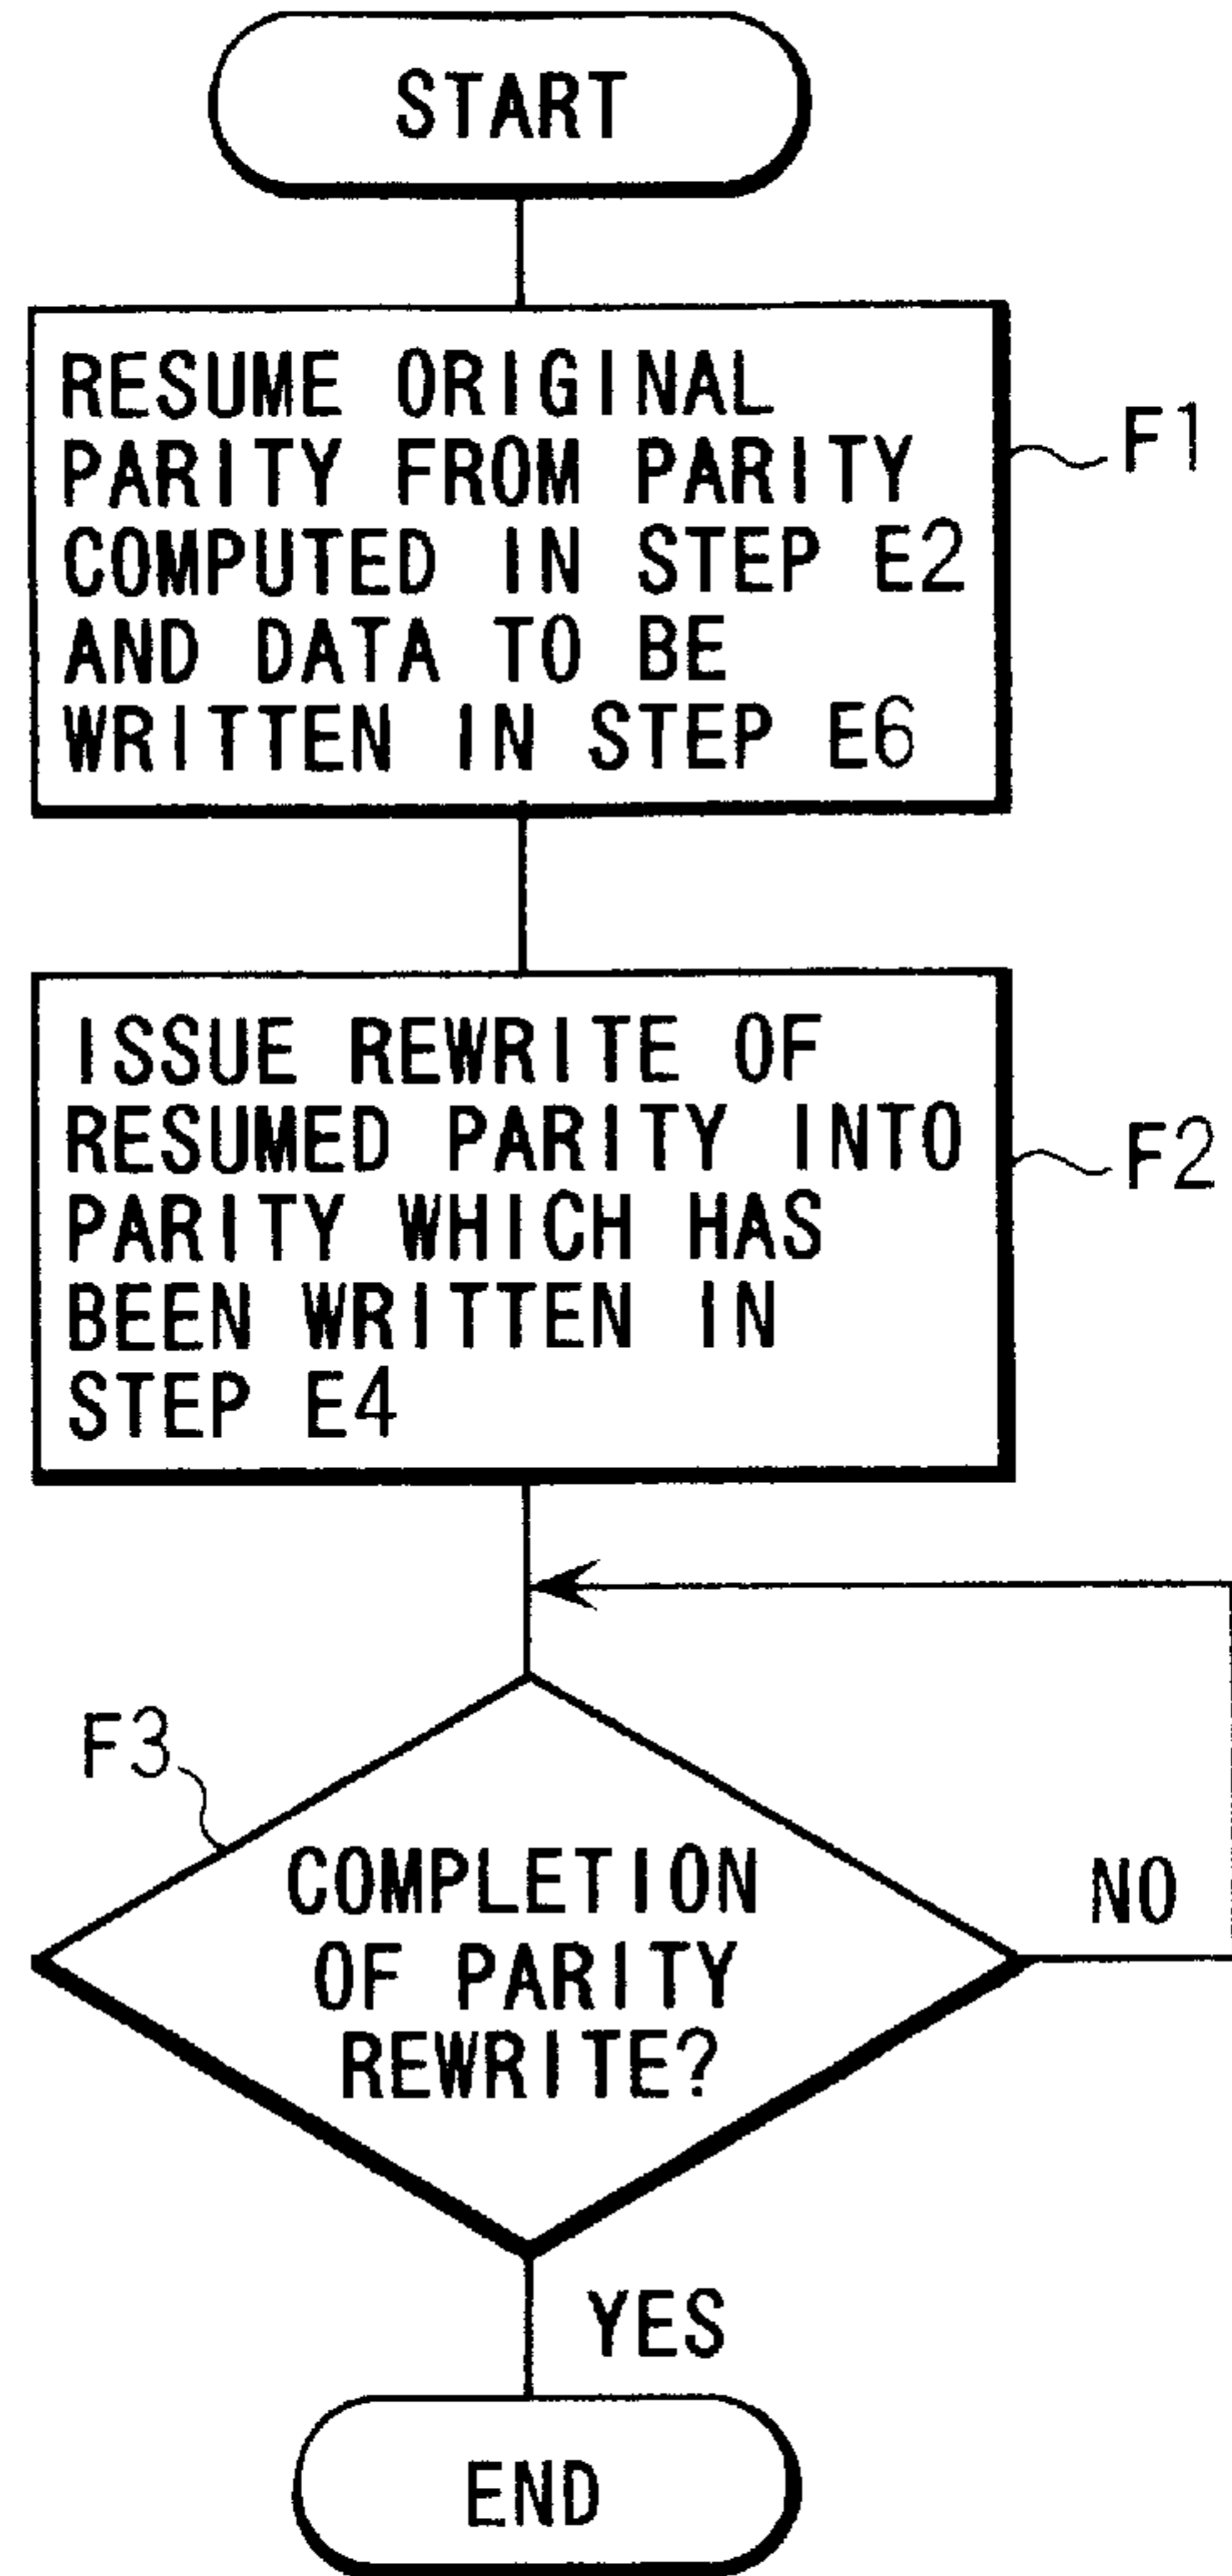 START
RESUME ORIGINAL
PARITY FROM PARITY
COMPUTED IN STEP E2
AND DATA TO BE
WRITTEN IN STEP E6
F1
ISSUE REWRITE OF
RESUMED PARITY INTO
PARITY WHICH HAS
BEEN WRITTEN IN
STEP E4
F2
F3
COMPLETION
OF PARITY
REWRITE?
NO
YES
END